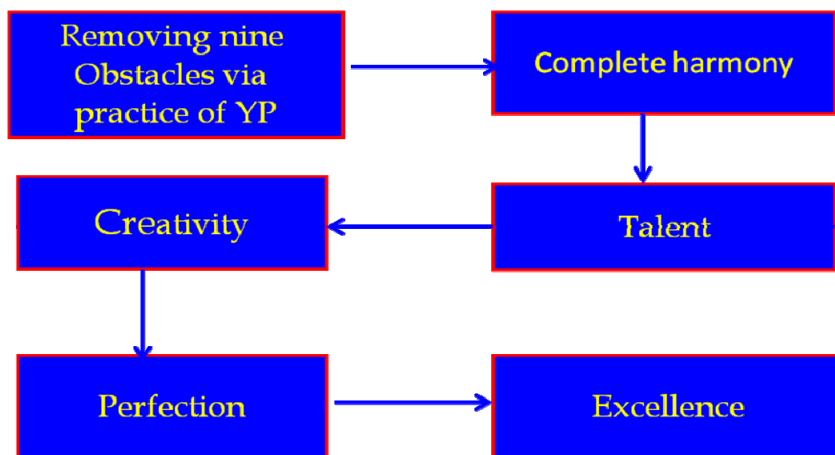 Removing nine
Obstacles via
practice of YP
Complete harmony
Talent
Creativity
Perfection
Excellence